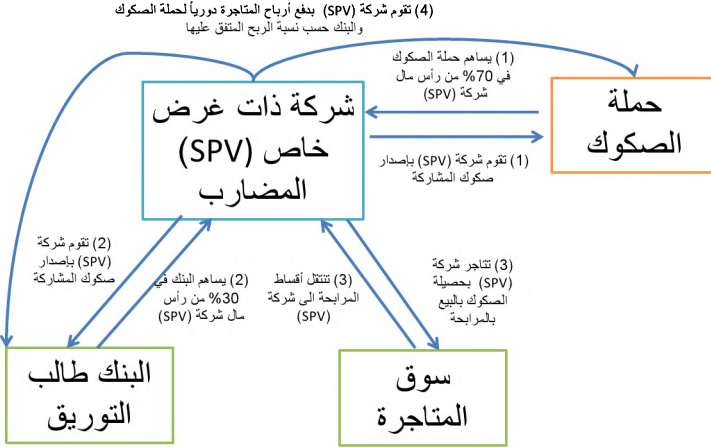 (4) تقوم شركة (SPV) بدفع أرباح المتاجرة دورياً لحملة الصكوك
والبنك حسب نسبة الربح المتفق عليها
(1) يساهم حملة الصكوك
في 70% من رأس مال
شركة (SPV)
حملة
الصكوك
شركة ذات غرض
خاص (SPV)
المضارب
(1) تقوم شركة (SPV) بإصدار
صكوك المشاركة
(2) تقوم شركة
(SPV) بإصدار
صكوك المشاركة
(2) يساهم البنك في
30% من رأس
مال شركة (SPV)
(3) تنتقل أقساط
المرابحة الى شركة
(SPV)
(3) تتاجر شركة
(SPV) بحصيلة
الصكوك بالبيع
بالمرابحة
البنك طالب
التوريق
سوق
المتاجرة